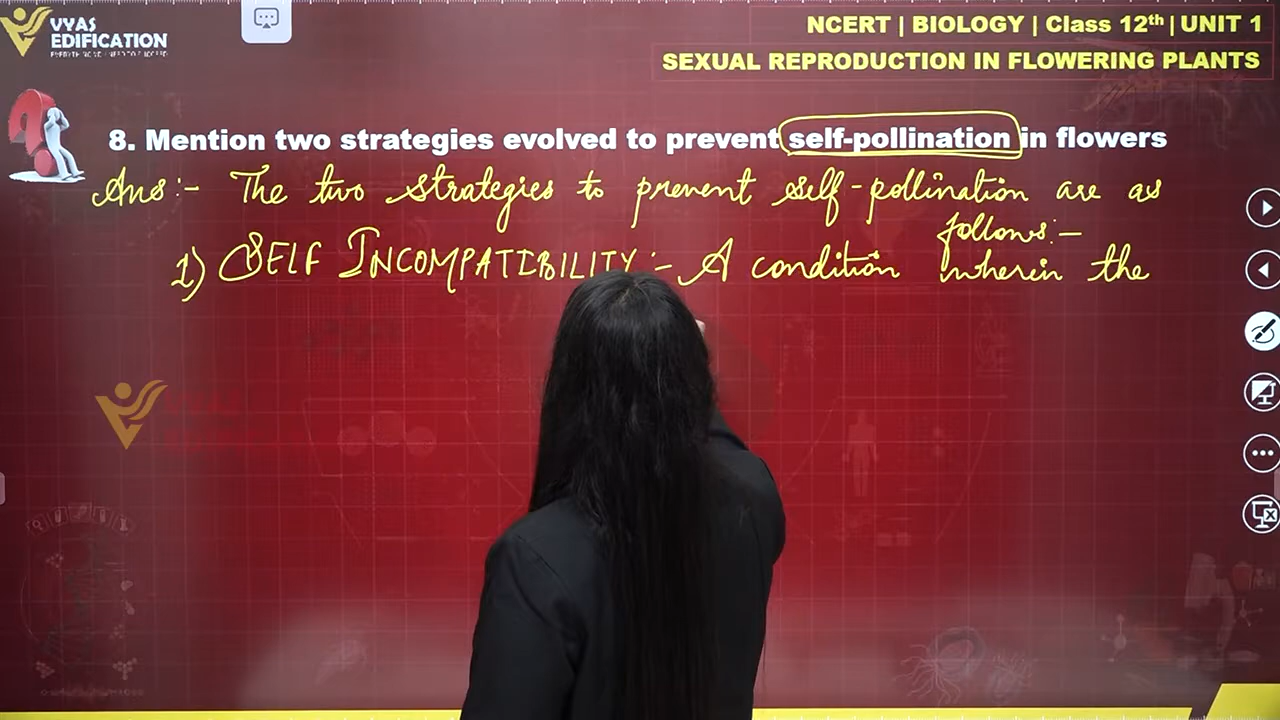 VYAS
EDIFICATION
NCERT | BIOLOGY | Class 12th | UNIT 1
SEXUAL REPRODUCTION IN FLOWERING PLANTS
8. Mention two strategies evolved to prevent self-pollination in flowers
Ans :- The two strategies to prevent self-pollination are as
follows:-
1) SELF INCOMPATIBILITY :- A condition wherein the